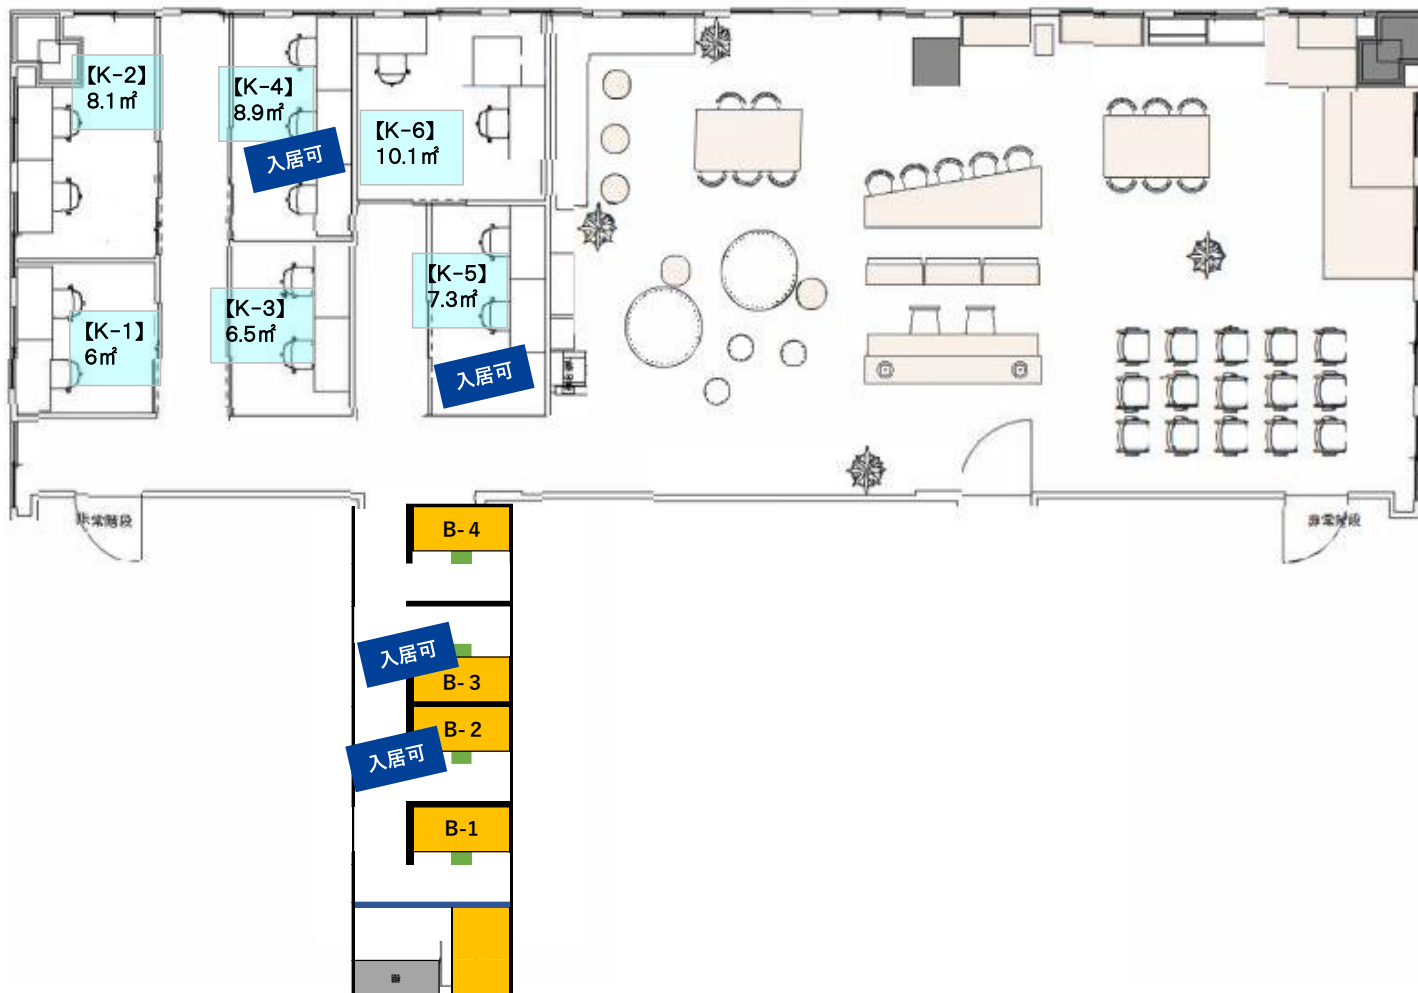 【K-2】
8.1㎡
【K-4】
8.9㎡
入居可
【K-6】
10.1㎡
【K-1】
6㎡
【K-3】
6.5㎡
【K-5】
7.3㎡
入居可
非常階段
非常階段
B-4
入居可
B-3
B-2
入居可
B-1
棚